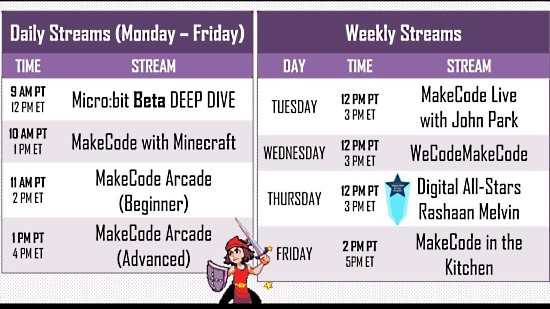 Daily Streams (Monday – Friday)
TIME STREAM
9 AM PT
12 PM ET
Micro:bit Beta DEEP DIVE
10 AM PT
1 PM ET
MakeCode with Minecraft
11 AM PT
2 PM ET
MakeCode Arcade
(Beginner)
1 PM PT
4 PM ET
MakeCode Arcade
(Advanced)
Weekly Streams
DAY TIME STREAM
TUESDAY
12 PM PT
3 PM ET
MakeCode Live
with John Park
WEDNESDAY
12 PM PT
3 PM ET
WeCodeMakeCode
THURSDAY
12 PM PT
3 PM ET
Digital All-Stars
Rashaan Melvin
FRIDAY
2 PM PT
5PM ET
MakeCode in the
Kitchen